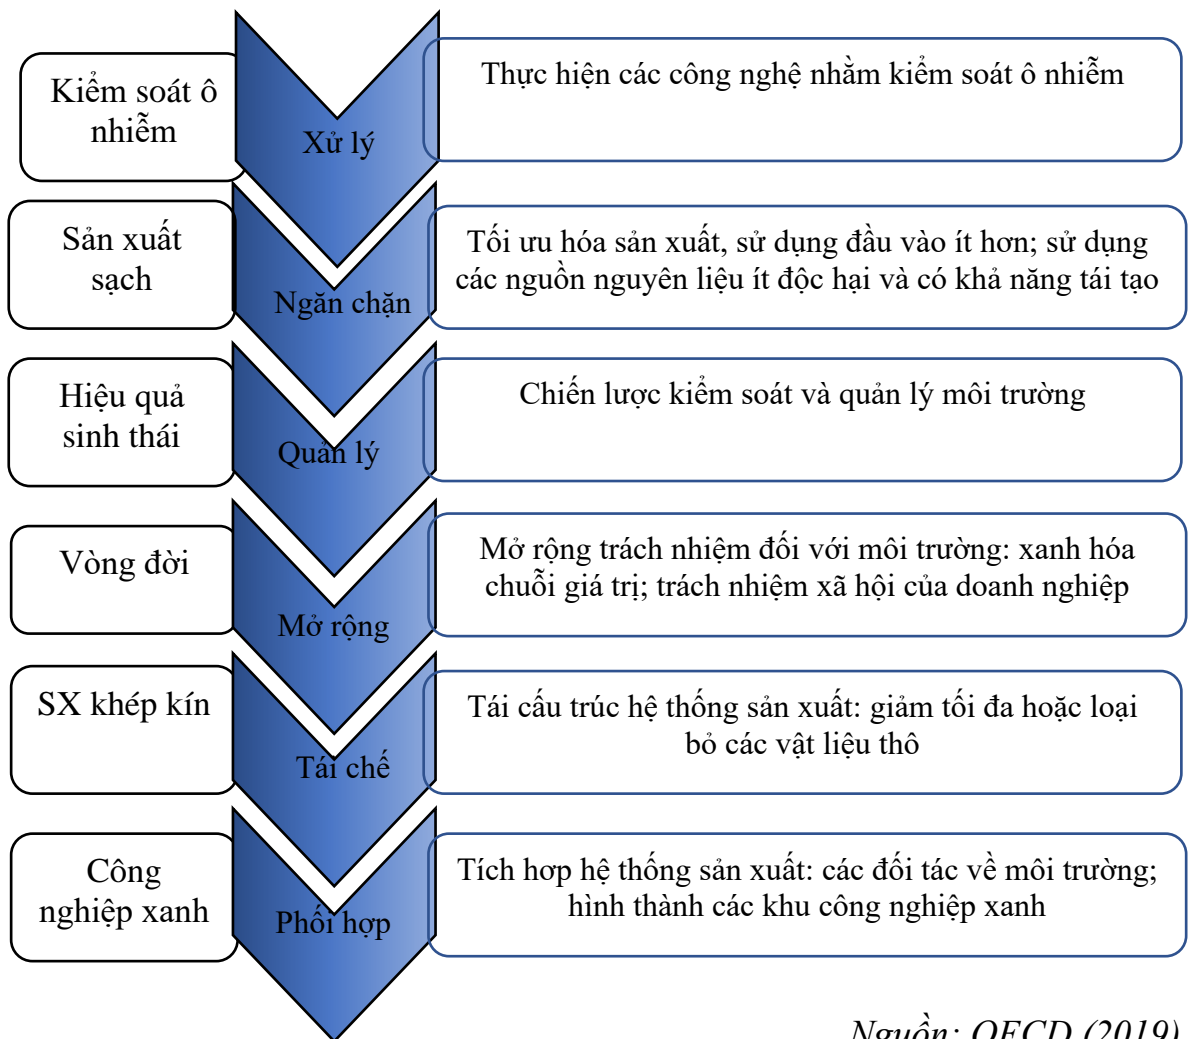 Kiểm soát ô
nhiễm
Xử lý
Thực hiện các công nghệ nhằm kiểm soát ô nhiễm
Sản xuất
sạch
Ngăn chặn
Tối ưu hóa sản xuất, sử dụng đầu vào ít hơn; sử dụng
các nguồn nguyên liệu ít độc hại và có khả năng tái tạo
Hiệu quả
sinh thái
Quản lý
Chiến lược kiểm soát và quản lý môi trường
Vòng đời
Mở rộng
Mở rộng trách nhiệm đối với môi trường: xanh hóa
chuỗi giá trị; trách nhiệm xã hội của doanh nghiệp
SX khép kín
Tái chế
Tái cấu trúc hệ thống sản xuất: giảm tối đa hoặc loại
bỏ các vật liệu thô
Công
nghiệp xanh
Phối hợp
Tích hơp hệ thống sản xuất: các đối tác về môi trường;
hình thành các khu công nghiệp xanh
Nguồn: OECD (2019)